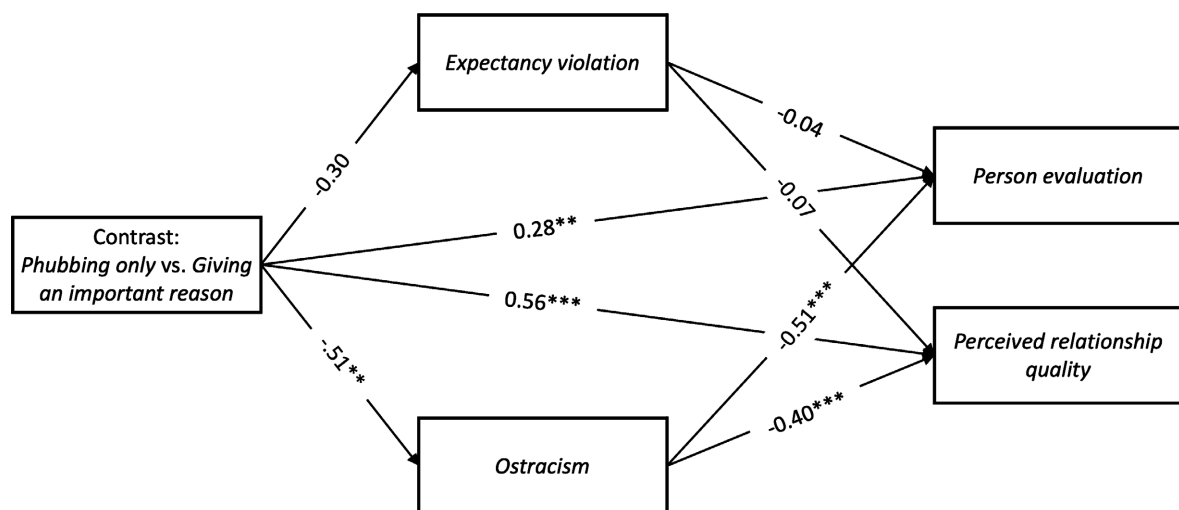 Expectancy violation
-0.04
Person evaluation
-0.30
-0.07
0.28**
Contrast:
Phubbing only vs. Giving
an important reason
0.56***
-0.51***
Perceived relationship
quality
-.51**
-0.40***
Ostracism